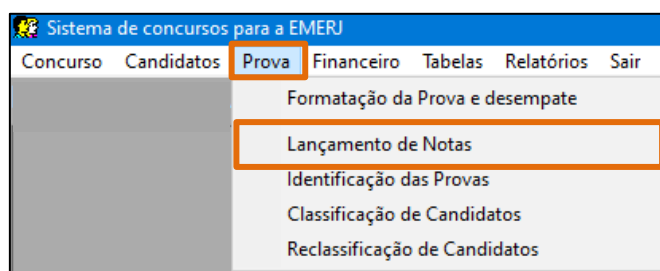 Sistema de concursos para a EMERJ
Concurso Candidatos Prova Financeiro Tabelas Relatórios Sair
Formatação da Prova e desempate
Lançamento de Notas
Identificação das Provas
Classificação de Candidatos
Reclassificação de Candidatos